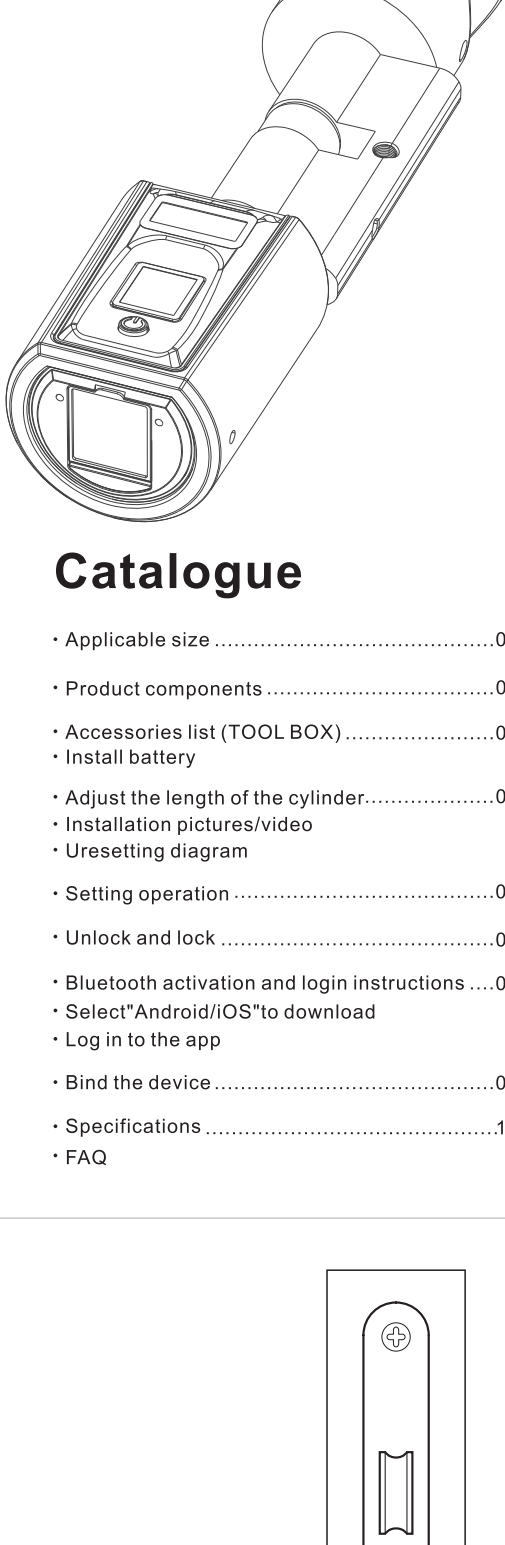 Catalogue
· Applicable size ...........................................0
· Product components ...................................0
· Accessories list (TOOL BOX) .......................0
· Install battery
· Adjust the length of the cylinder....................0
· Installation pictures/video
· Uresetting diagram
· Setting operation ........................................0
· Unlock and lock ..........................................0
· Bluetooth activation and login instructions ....0
· Select"Android/iOS"to download
· Log in to the app
· Bind the device ...........................................0
· Specifications .............................................1
· FAQ